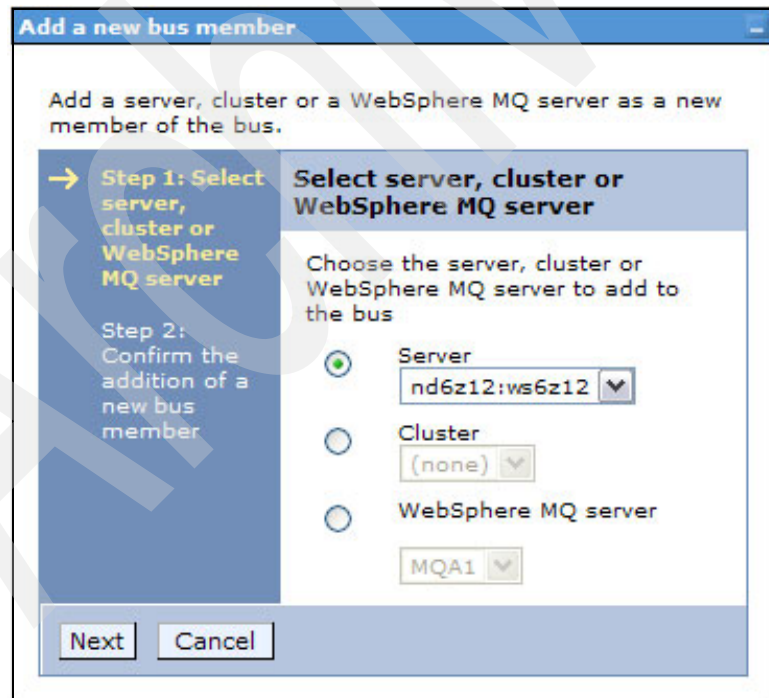 Add a new bus member
Add a server, cluster or a WebSphere MQ server as a new
member of the bus.
Step 1: Select
server,
cluster or
WebSphere
MQ server
Step 2:
Confirm the
addition of a
new bus
member
Select server, cluster or
WebSphere MQ server
Choose the server, cluster or
WebSphere MQ server to add to
the bus
Server
nd6z12:ws6z12
Cluster
(none)
WebSphere MQ server
MQA1
Next Cancel